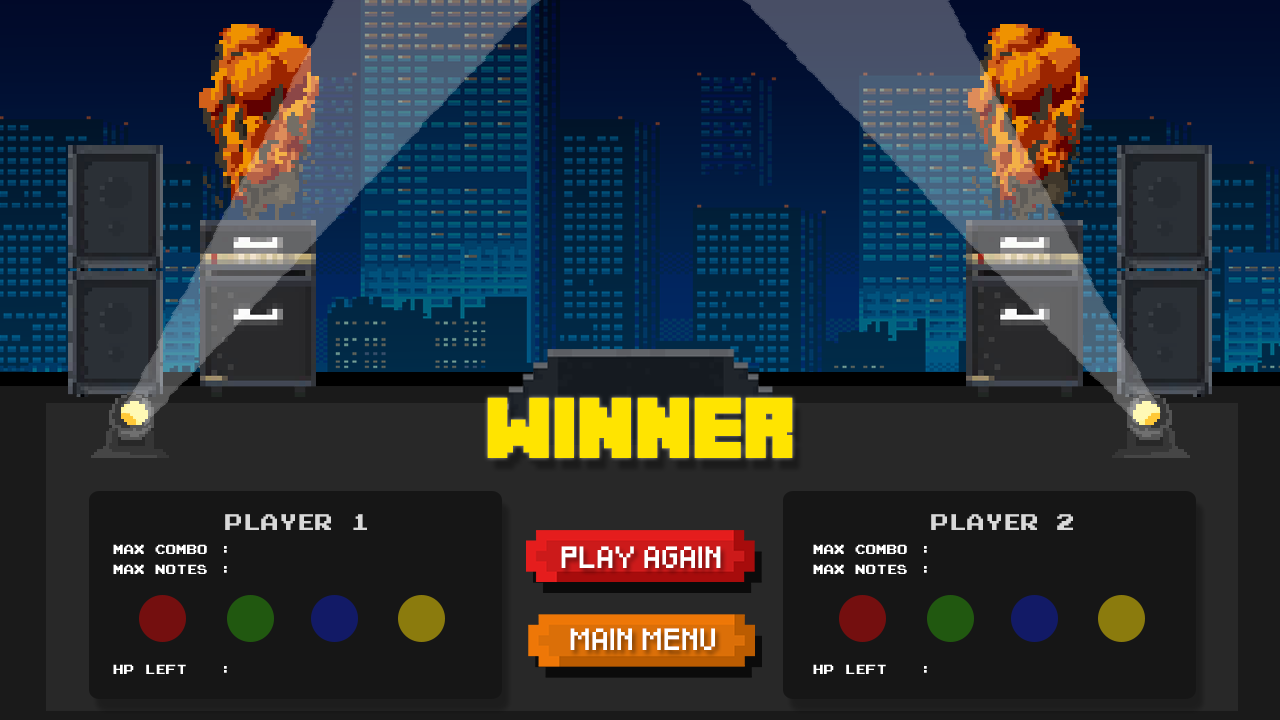 WINNER
PLAYER 1
MAX COMBO :
MAX NOTES :
HP LEFT :
PLAY AGAIN
MAIN MENU
PLAYER 2
MAX COMBO :
MAX NOTES :
HP LEFT :